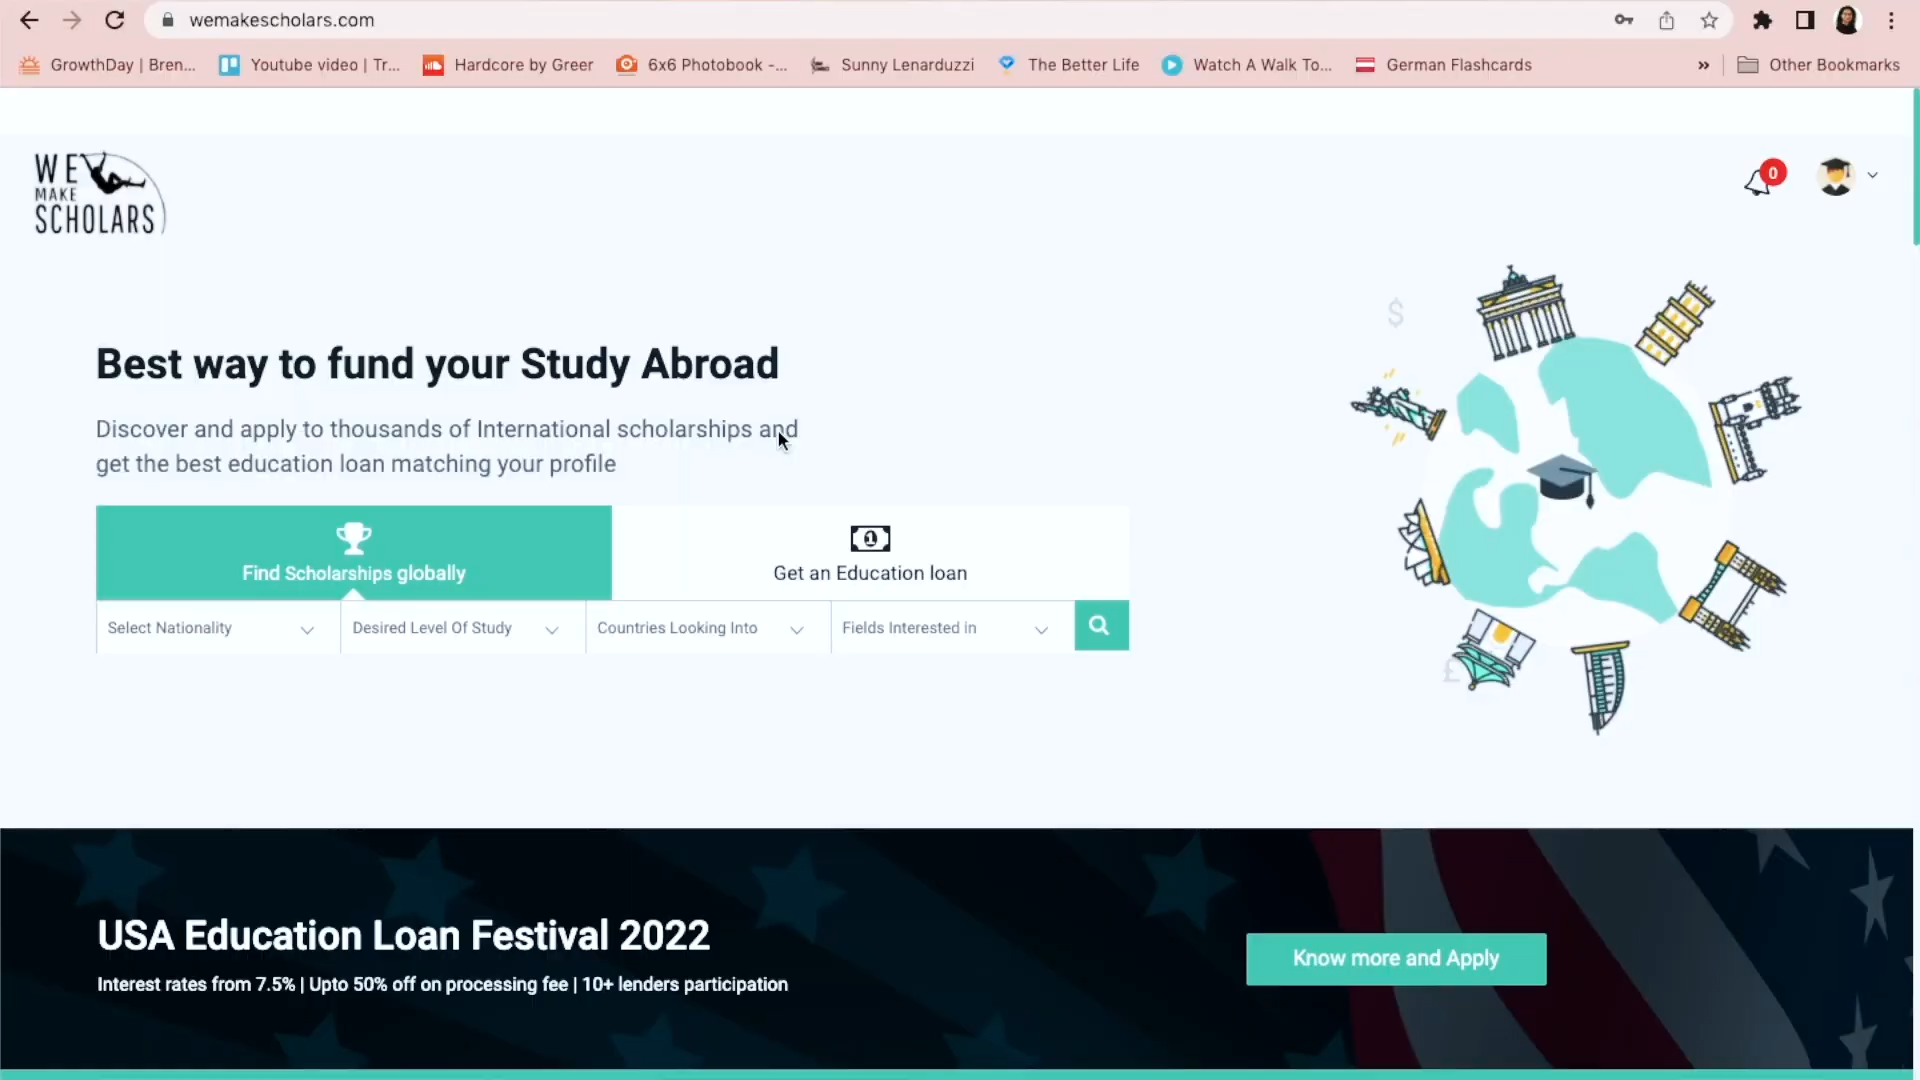 wemakescholars.com
GrowthDay | Bren...
Youtube video | Tr...
Hardcore by Greer
6x6 Photobook -...
Sunny Lenarduzzi
The Better Life
Watch A Walk To...
German Flashcards
»
Other Bookmarks
WE
MAKE
SCHOLARS
0
$
Best way to fund your Study Abroad
Discover and apply to thousands of International scholarships and
get the best education loan matching your profile
1
Find Scholarships globally
Get an Education loan
Select Nationality
Desired Level Of Study
Countries Looking Into
Fields Interested in
£
USA Education Loan Festival 2022
Interest rates from 7.5% | Upto 50% off on processing fee | 10+ lenders participation
Know more and Apply